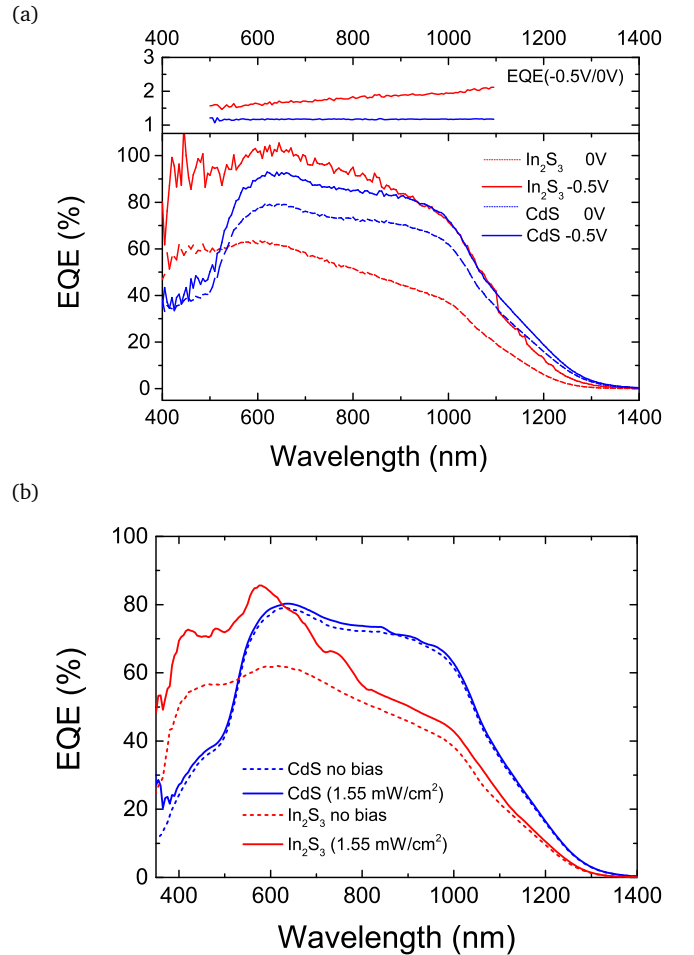 (a)
400 600 800 1000 1200 1400
3
2
1
EQE(-0.5V/0V)
100
80
60
40
20
0
EQE (%)
In₂S₃ 0V
In₂S₃ -0.5V
CdS 0V
CdS -0.5V
400 600 800 1000 1200 1400
Wavelength (nm)
(b)
100
80
60
40
20
0
EQE (%)
CdS no bias
CdS (1.55 mW/cm²)
In₂S₃ no bias
In₂S₃ (1.55 mW/cm²)
400 600 800 1000 1200 1400
Wavelength (nm)